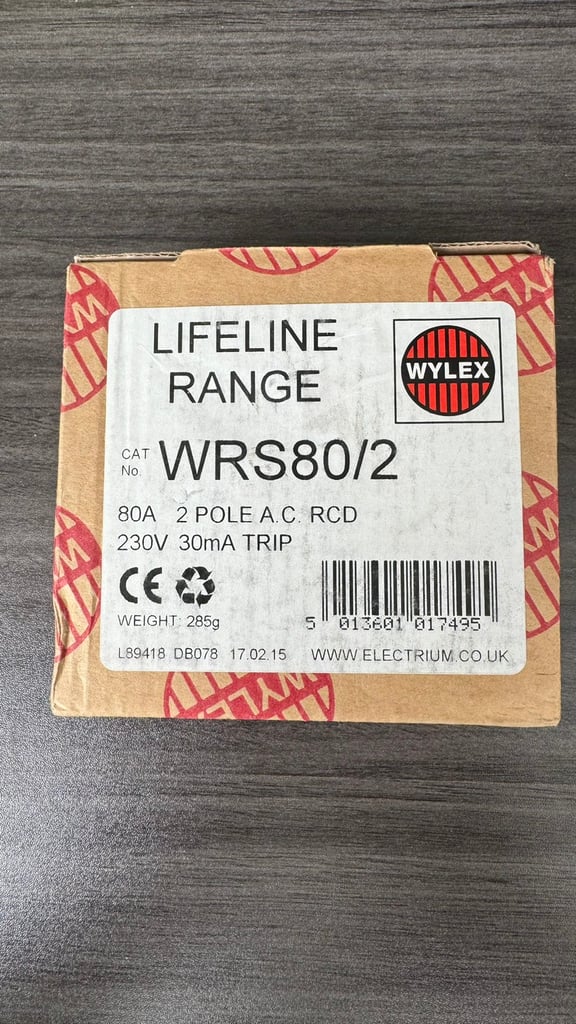 LIFELINE
RANGE
WYLEX
CAT No. WRS80/2
80A 2 POLE A.C. RCD
230V 30mA TRIP
CE
WEIGHT: 285g
5 013601 017495
L89418 DB078 17.02.15 WWW.ELECTRIUM.CO.UK
WYLEX